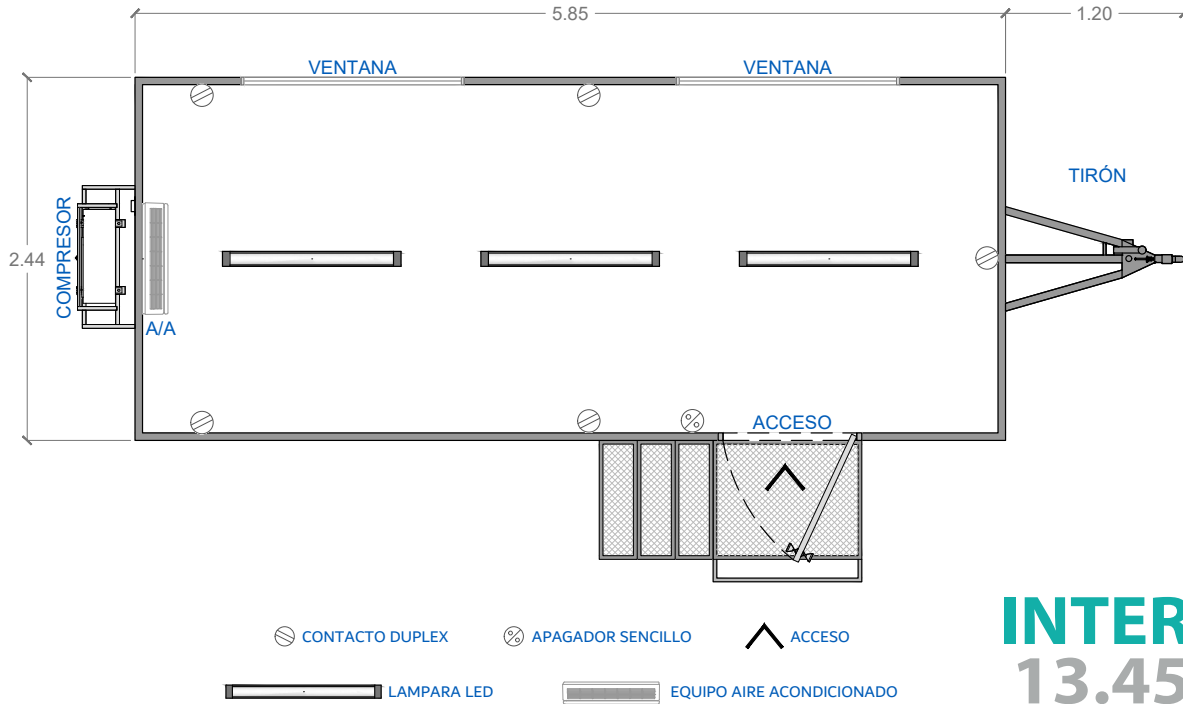 5.85
1.20
VENTANA
VENTANA
TIRÓN
COMPRESOR
2.44
A/A
ACCESO
CONTACTO DUPLEX
APAGADOR SENCILLO
ACCESO
INTER
13.45
LAMPARA LED
EQUIPO AIRE ACONDICIONADO